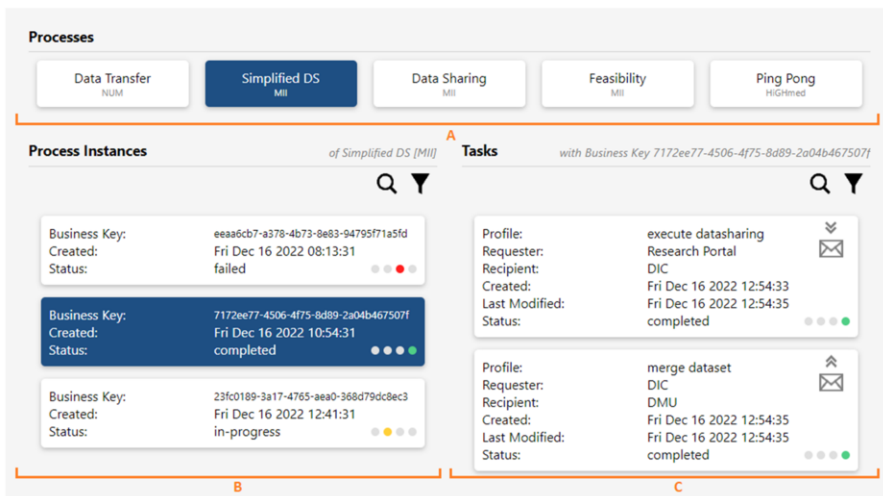 Processes
Data Transfer
NUM
Simplified DS
MII
Data Sharing
MII
Feasibility
MII
Ping Pong
HiGHmed
A
Process Instances
of Simplified DS [MII]
Business Key: eeaa6cb7-a378-4b73-8e83-94795f71a5fd
Created: Fri Dec 16 2022 08:13:31
Status: failed
Business Key: 7172ee77-4506-4f75-8d89-2a04b467507f
Created: Fri Dec 16 2022 10:54:31
Status: completed
Business Key: 23fc0189-3a17-4765-aea0-368d79dc8ec3
Created: Fri Dec 16 2022 12:41:31
Status: in-progress
B
Tasks
with Business Key 7172ee77-4506-4f75-8d89-2a04b467507f
Profile: execute datasharing
Requester: Research Portal
Recipient: DIC
Created: Fri Dec 16 2022 12:54:33
Last Modified: Fri Dec 16 2022 12:54:35
Status: completed
Profile: merge dataset
Requester: DIC
Recipient: DMU
Created: Fri Dec 16 2022 12:54:35
Last Modified: Fri Dec 16 2022 12:54:35
Status: completed
C